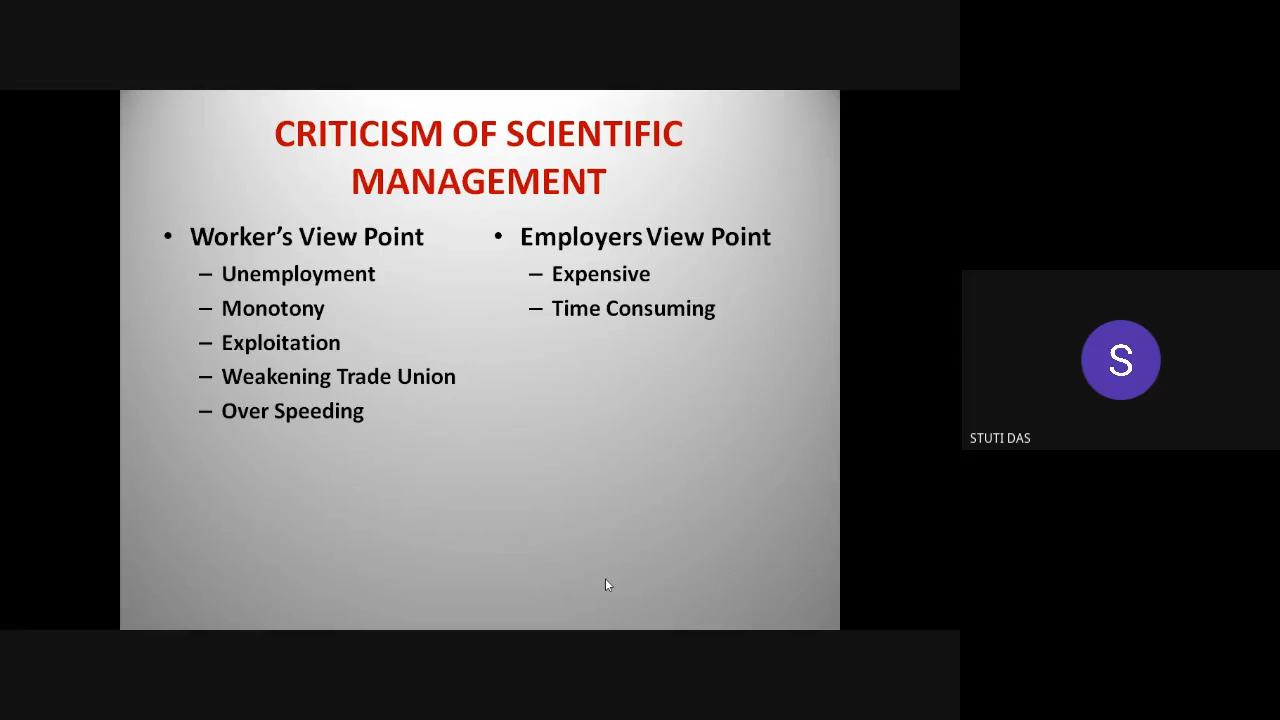 CRITICISM OF SCIENTIFIC
MANAGEMENT
• Worker's View Point
– Unemployment
– Monotony
– Exploitation
– Weakening Trade Union
– Over Speeding
• Employers View Point
– Expensive
– Time Consuming
S
STUTI DAS